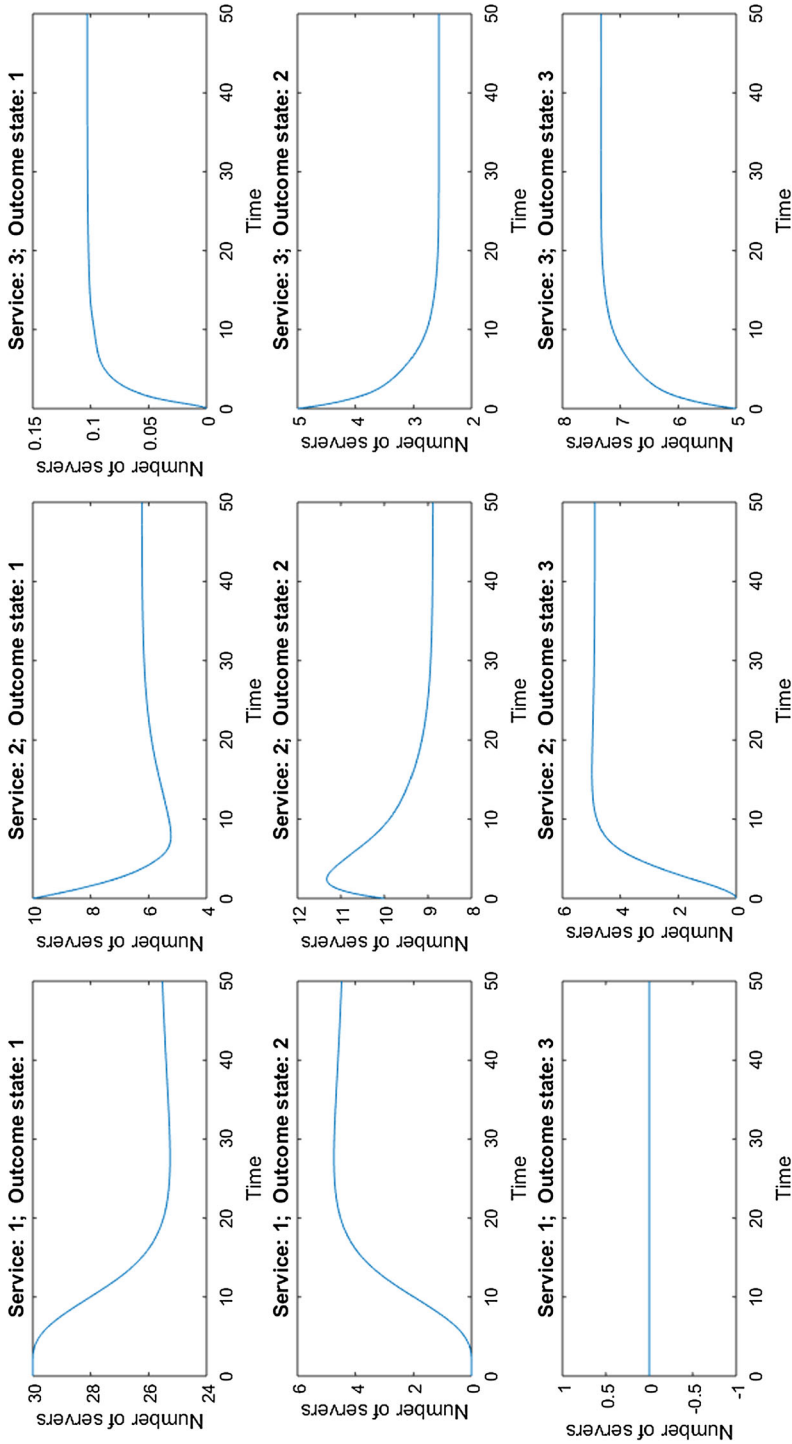 Service: 1; Outcome state: 1
30
28
26
24
Number of servers
0 10 20 30 40 50
Time
Service: 2; Outcome state: 1
10
8
6
4
Number of servers
0 10 20 30 40 50
Time
Service: 3; Outcome state: 1
0.15
0.1
0.05
0
Number of servers
0 10 20 30 40 50
Time
Service: 1; Outcome state: 2
6
4
2
0
Number of servers
0 10 20 30 40 50
Time
Service: 2; Outcome state: 2
12
11
10
9
8
Number of servers
0 10 20 30 40 50
Time
Service: 3; Outcome state: 2
5
4
3
2
Number of servers
0 10 20 30 40 50
Time
Service: 1; Outcome state: 3
1
0.5
0
-0.5
-1
Number of servers
0 10 20 30 40 50
Time
Service: 2; Outcome state: 3
6
4
2
0
Number of servers
0 10 20 30 40 50
Time
Service: 3; Outcome state: 3
8
7
6
5
Number of servers
0 10 20 30 40 50
Time